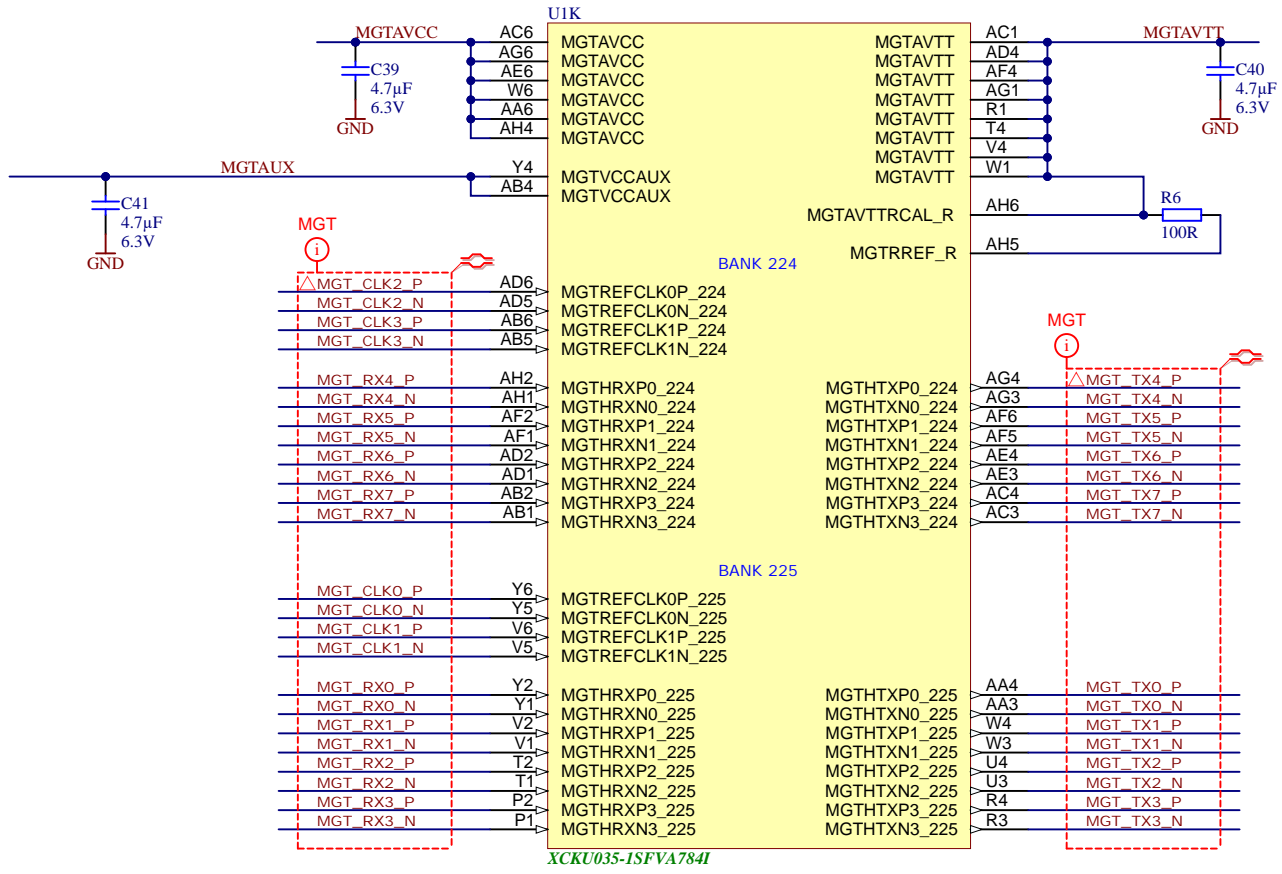 U1K
MGTAVCC AC6 MGTAVCC MGTAVTT AC1 MGTAVTT
AG6 MGTAVCC MGTAVTT AD4
C39 AE6 MGTAVCC MGTAVTT AF4 C40
4.7µF W6 MGTAVCC MGTAVTT AG1 4.7µF
6.3V AA6 MGTAVCC MGTAVTT R1 6.3V
GND AH4 MGTAVCC MGTAVTT T4 GND
MGTAVTT V4
MGTAUX Y4 MGTVCCAUX MGTAVTT W1
AB4 MGTVCCAUX
C41
4.7µF
6.3V
GND
MGTAVTTRCAL_R AH6 R6
100R
MGTRREF_R AH5
MGT
i
BANK 224
MGT_CLK2_P AD6 MGTREFCLK0P_224
MGT_CLK2_N AD5 MGTREFCLK0N_224
MGT_CLK3_P AB6 MGTREFCLK1P_224
MGT_CLK3_N AB5 MGTREFCLK1N_224
MGT
i
MGT_RX4_P AH2 MGTHRXP0_224 MGTHTXP0_224 AG4 MGT_TX4_P
MGT_RX4_N AH1 MGTHRXN0_224 MGTHTXN0_224 AG3 MGT_TX4_N
MGT_RX5_P AF2 MGTHRXP1_224 MGTHTXP1_224 AF6 MGT_TX5_P
MGT_RX5_N AF1 MGTHRXN1_224 MGTHTXN1_224 AF5 MGT_TX5_N
MGT_RX6_P AD2 MGTHRXP2_224 MGTHTXP2_224 AE4 MGT_TX6_P
MGT_RX6_N AD1 MGTHRXN2_224 MGTHTXN2_224 AE3 MGT_TX6_N
MGT_RX7_P AB2 MGTHRXP3_224 MGTHTXP3_224 AC4 MGT_TX7_P
MGT_RX7_N AB1 MGTHRXN3_224 MGTHTXN3_224 AC3 MGT_TX7_N
BANK 225
MGT_CLK0_P Y6 MGTREFCLK0P_225
MGT_CLK0_N Y5 MGTREFCLK0N_225
MGT_CLK1_P V6 MGTREFCLK1P_225
MGT_CLK1_N V5 MGTREFCLK1N_225
MGT_RX0_P Y2 MGTHRXP0_225 MGTHTXP0_225 AA4 MGT_TX0_P
MGT_RX0_N Y1 MGTHRXN0_225 MGTHTXN0_225 AA3 MGT_TX0_N
MGT_RX1_P V2 MGTHRXP1_225 MGTHTXP1_225 W4 MGT_TX1_P
MGT_RX1_N V1 MGTHRXN1_225 MGTHTXN1_225 W3 MGT_TX1_N
MGT_RX2_P T2 MGTHRXP2_225 MGTHTXP2_225 U4 MGT_TX2_P
MGT_RX2_N T1 MGTHRXN2_225 MGTHTXN2_225 U3 MGT_TX2_N
MGT_RX3_P P2 MGTHRXP3_225 MGTHTXP3_225 R4 MGT_TX3_P
MGT_RX3_N P1 MGTHRXN3_225 MGTHTXN3_225 R3 MGT_TX3_N
XCKU035-1SFVA784I